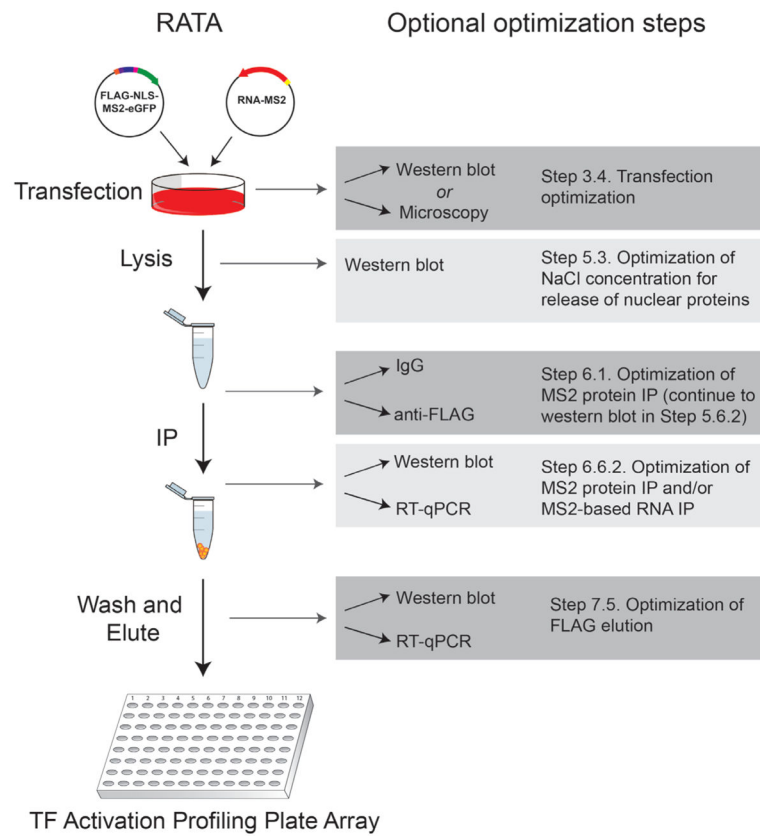 RATA
Optional optimization steps
FLAG-NLS-
MS2-eGFP
RNA-MS2
Transfection
Western blot
or
Microscopy
Step 3.4. Transfection
optimization
Lysis
Western blot
Step 5.3. Optimization of
NaCl concentration for
release of nuclear proteins
IgG
anti-FLAG
Step 6.1. Optimization of
MS2 protein IP (continue to
western blot in Step 5.6.2)
IP
Western blot
RT-qPCR
Step 6.6.2. Optimization of
MS2 protein IP and/or
MS2-based RNA IP
Wash and
Elute
Western blot
RT-qPCR
Step 7.5. Optimization of
FLAG elution
1 2 3 4 5 6 7 8 9 10 11 12
TF Activation Profiling Plate Array